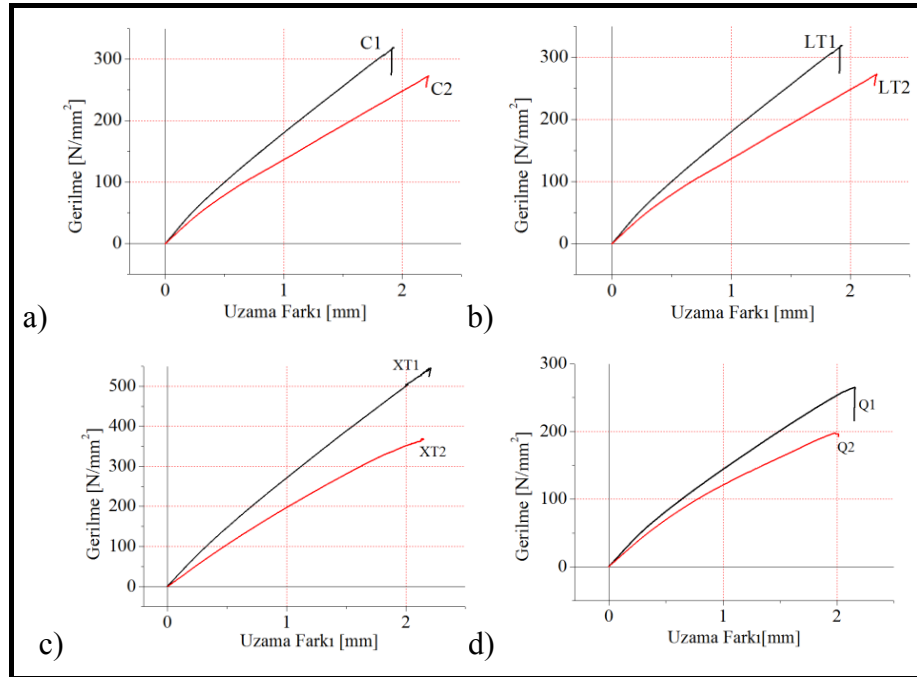 C1
C2
Gerilme [N/mm²]
300
200
100
0
0 1 2
Uzama Farkı [mm]
a)
LT1
LT2
Gerilme [N/mm²]
300
200
100
0
0 1 2
Uzama Farkı [mm]
b)
XT1
XT2
Gerilme [N/mm²]
500
400
300
200
100
0
0 1 2
Uzama Farkı [mm]
c)
Q1
Q2
Gerilme [N/mm²]
300
200
100
0
0 1 2
Uzama Farkı[mm]
d)